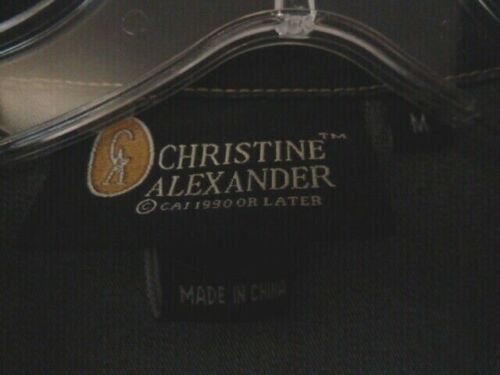 CA
CHRISTINE™
ALEXANDER
© CAI 1990 OR LATER
M
MADE IN CHINA